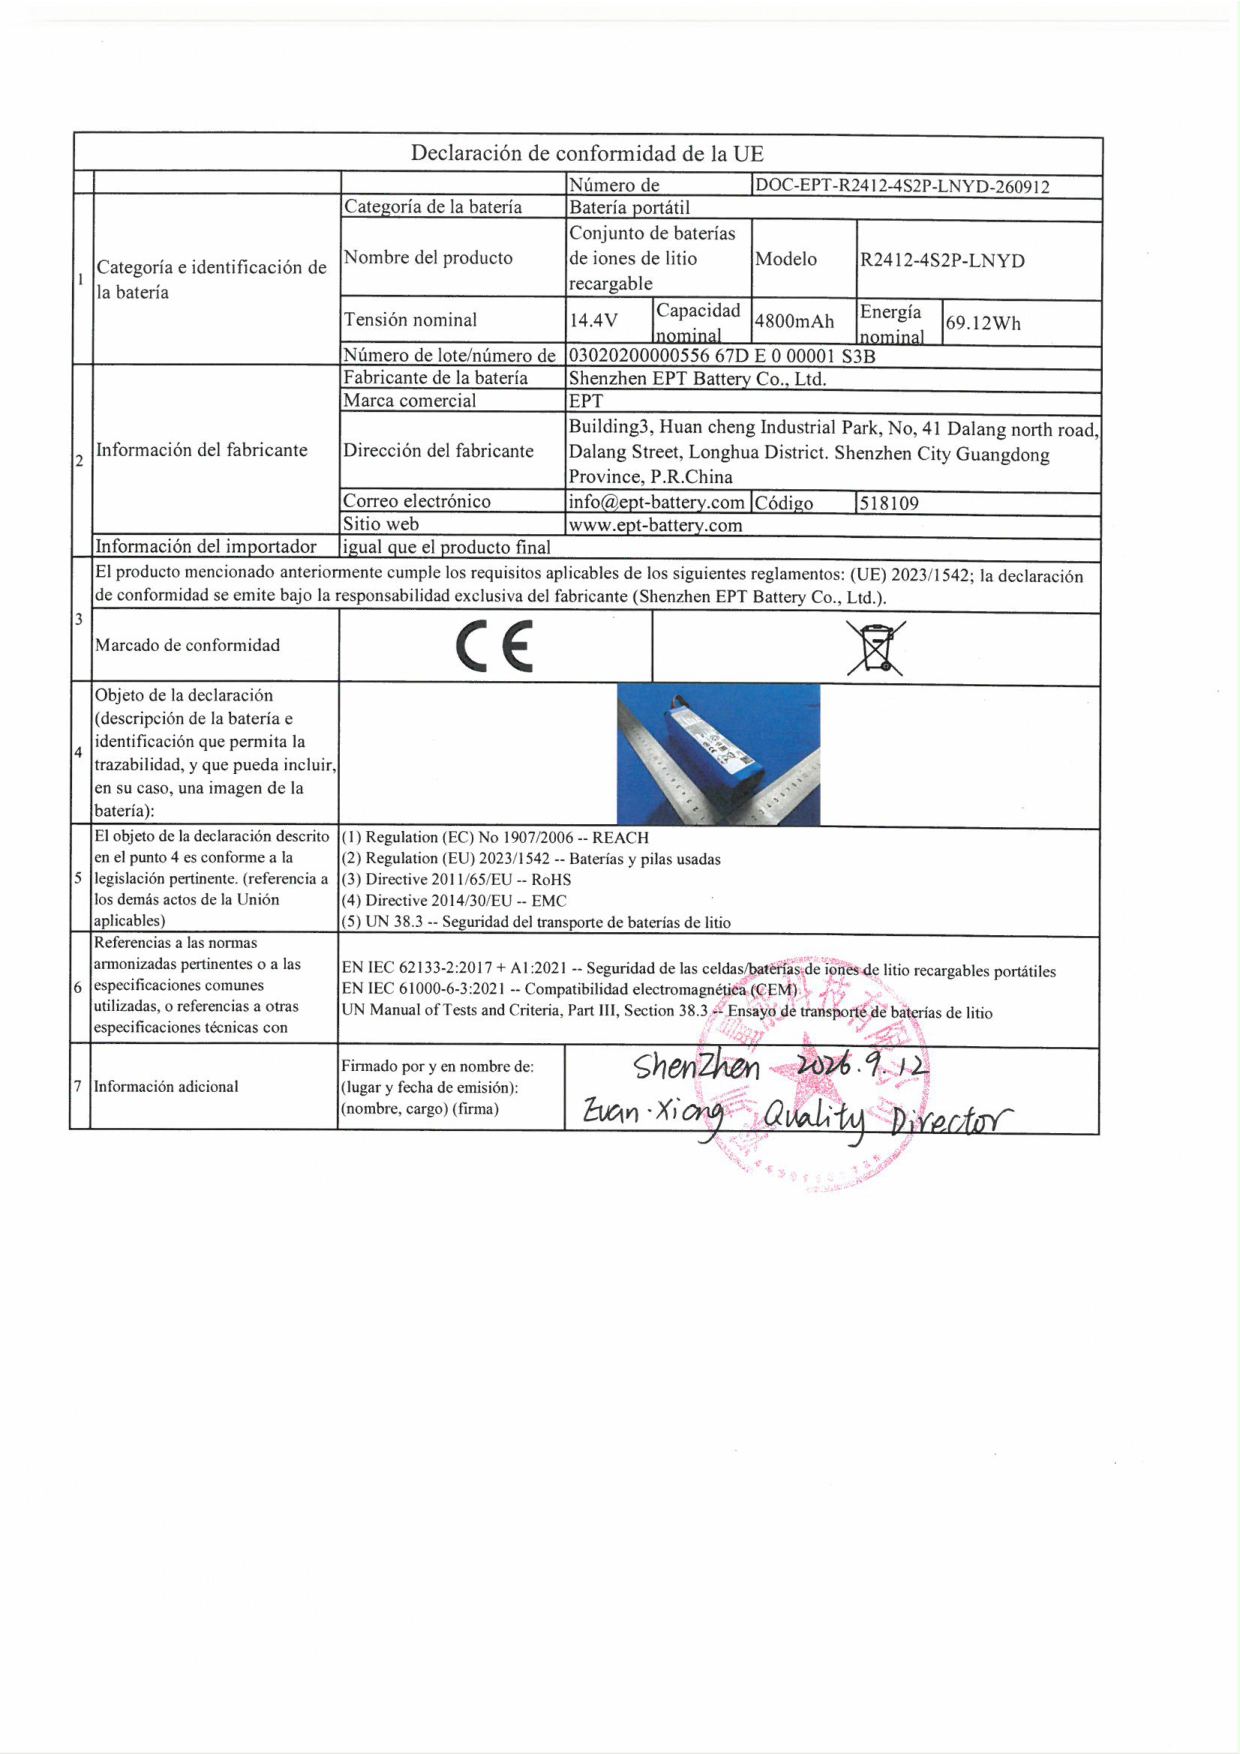 Declaración de conformidad de la UE
Número de
DOC-EPT-R2412-4S2P-LNYD-260912
1
Categoría e identificación de
la batería
Categoría de la batería
Batería portátil
Nombre del producto
Conjunto de baterías
de iones de litio
recargable
Modelo
R2412-4S2P-LNYD
Tensión nominal
14.4V
Capacidad
nominal
4800mAh
Energía
nominal
69.12Wh
Número de lote/número de
03020200000556 67D E 0 00001 S3B
2
Información del fabricante
Fabricante de la batería
Shenzhen EPT Battery Co., Ltd.
Marca comercial
EPT
Dirección del fabricante
Building3, Huan cheng Industrial Park, No, 41 Dalang north road,
Dalang Street, Longhua District. Shenzhen City Guangdong
Province, P.R.China
Correo electrónico
info@ept-battery.com
Código
518109
Sitio web
www.ept-battery.com
Información del importador
igual que el producto final
3
El producto mencionado anteriormente cumple los requisitos aplicables de los siguientes reglamentos: (UE) 2023/1542; la declaración
de conformidad se emite bajo la responsabilidad exclusiva del fabricante (Shenzhen EPT Battery Co., Ltd.).
Marcado de conformidad
CE
4
Objeto de la declaración
(descripción de la batería e
identificación que permita la
trazabilidad, y que pueda incluir,
en su caso, una imagen de la
batería):
5
El objeto de la declaración descrito
en el punto 4 es conforme a la
legislación pertinente. (referencia a
los demás actos de la Unión
aplicables)
(1) Regulation (EC) No 1907/2006 -- REACH
(2) Regulation (EU) 2023/1542 -- Baterías y pilas usadas
(3) Directive 2011/65/EU -- RoHS
(4) Directive 2014/30/EU -- EMC
(5) UN 38.3 -- Seguridad del transporte de baterías de litio
6
Referencias a las normas
armonizadas pertinentes o a las
especificaciones comunes
utilizadas, o referencias a otras
especificaciones técnicas con
EN IEC 62133-2:2017 + A1:2021 -- Seguridad de las celdas/baterías de iones de litio recargables portátiles
EN IEC 61000-6-3:2021 -- Compatibilidad electromagnética (CEM)
UN Manual of Tests and Criteria, Part III, Section 38.3 -- Ensayo de transporte de baterías de litio
7
Información adicional
Firmado por y en nombre de:
(lugar y fecha de emisión):
(nombre, cargo) (firma)
ShenZhen 2026.9.12
Zuan·Xiong Quality Director
科技有限公司